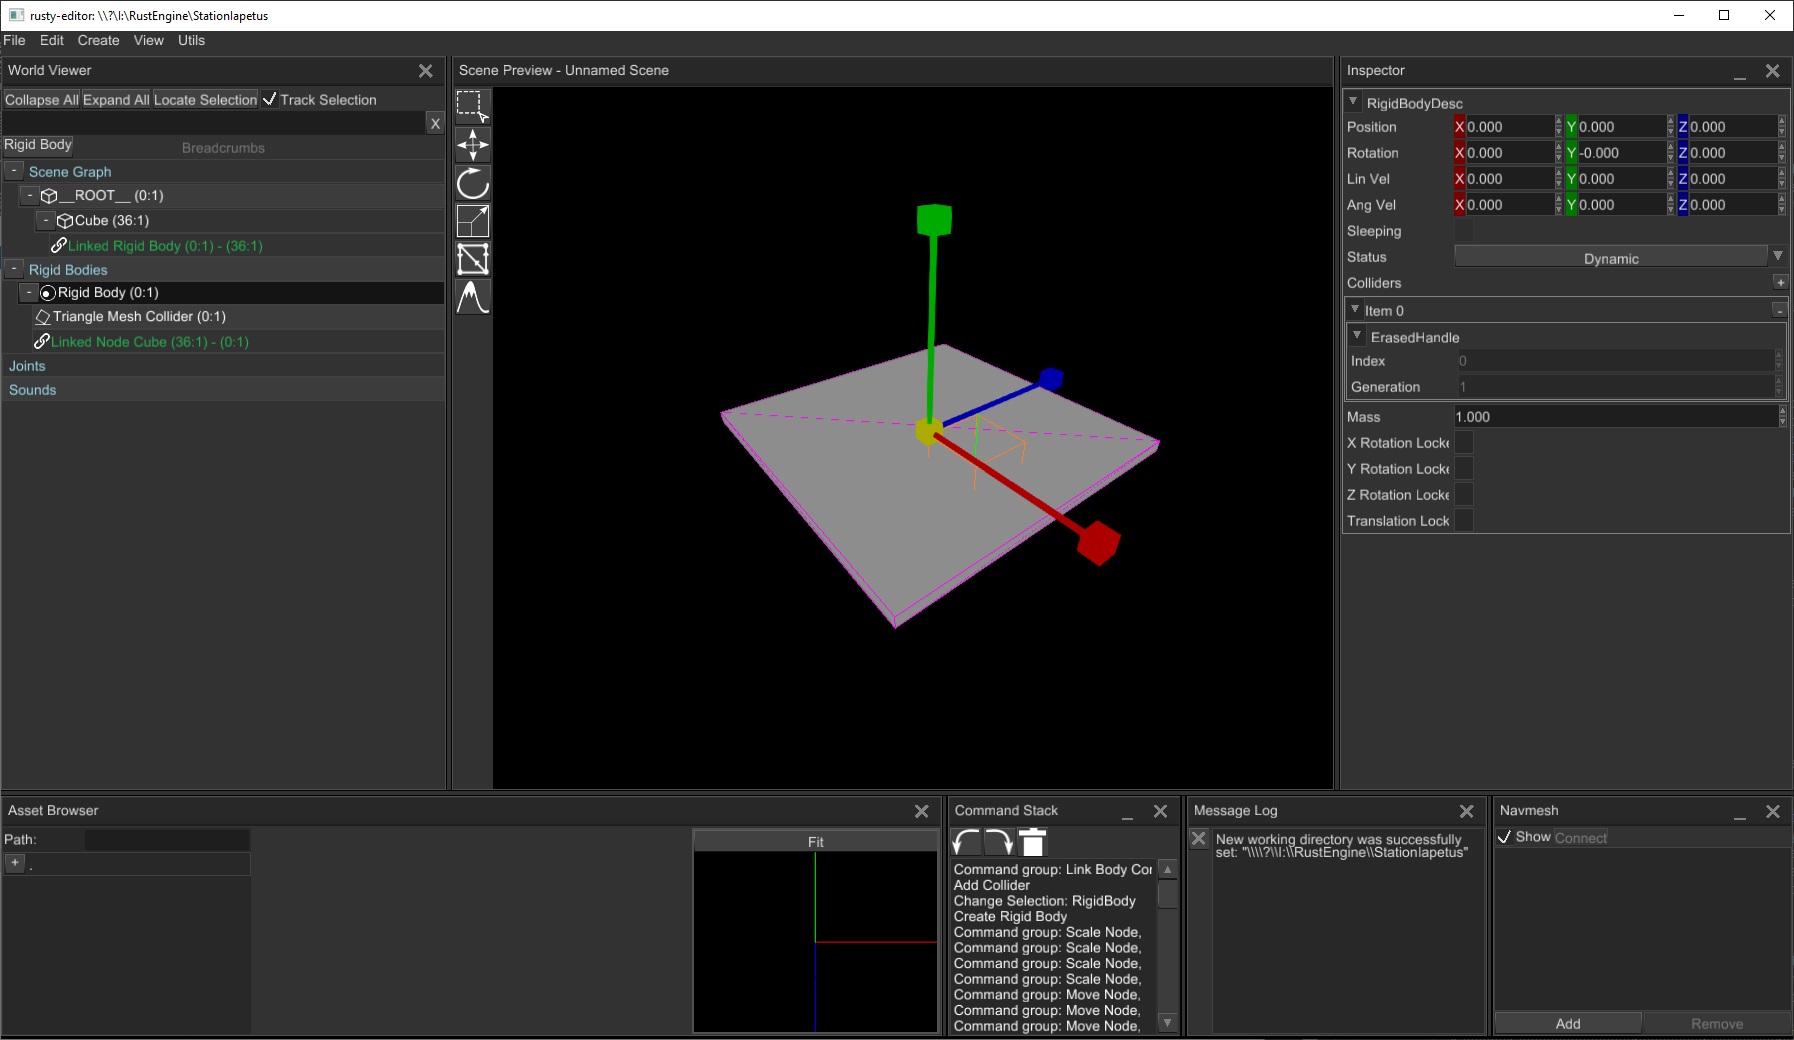 rusty-editor: \\?\I:\RustEngine\StationIapetus
File Edit Create View Utils
World Viewer
Collapse All Expand All Locate Selection Track Selection
X
Rigid Body Breadcrumbs
- Scene Graph
- __ROOT__ (0:1)
- Cube (36:1)
Linked Rigid Body (0:1) - (36:1)
- Rigid Bodies
- Rigid Body (0:1)
Triangle Mesh Collider (0:1)
Linked Node Cube (36:1) - (0:1)
Joints
Sounds
Scene Preview - Unnamed Scene
Inspector
RigidBodyDesc
Position X 0.000 Y 0.000 Z 0.000
Rotation X 0.000 Y -0.000 Z 0.000
Lin Vel X 0.000 Y 0.000 Z 0.000
Ang Vel X 0.000 Y 0.000 Z 0.000
Sleeping
Status Dynamic
Colliders +
Item 0 -
ErasedHandle
Index 0
Generation 1
Mass 1.000
X Rotation Locke
Y Rotation Locke
Z Rotation Locke
Translation Lock
Asset Browser
Path:
+ .
Fit
Command Stack
Command group: Link Body Cor
Add Collider
Change Selection: RigidBody
Create Rigid Body
Command group: Scale Node,
Command group: Scale Node,
Command group: Scale Node,
Command group: Scale Node,
Command group: Move Node,
Command group: Move Node,
Command group: Move Node,
Message Log
New working directory was successfully
set: "\\\\?\\I:\\RustEngine\\StationIapetus"
Navmesh
Show Connect
Add Remove